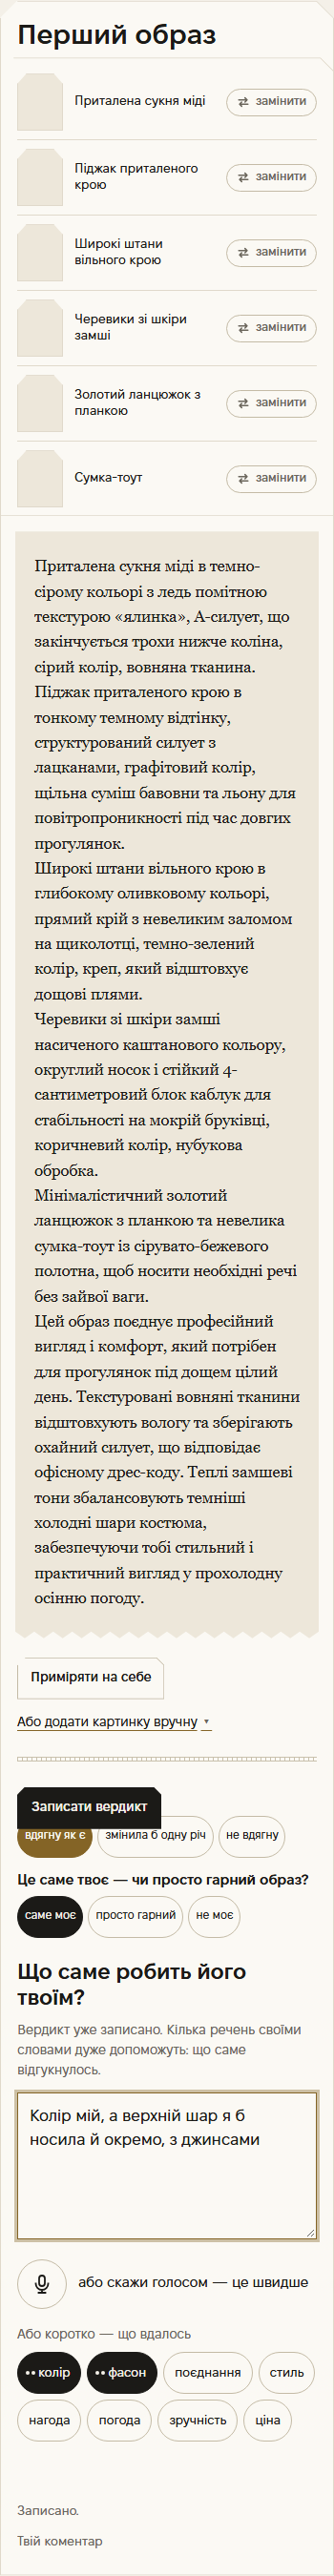 Перший образ
Приталена сукня міді
замінити
Піджак приталеного
крою
замінити
Широкі штани
вільного крою
замінити
Черевики зі шкіри
замші
замінити
Золотий ланцюжок з
планкою
замінити
Сумка-тоут
замінити
Приталена сукня міді в темно-
сірому кольорі з ледь помітною
текстурою «ялинка», А-силует, що
закінчується трохи нижче коліна,
сірий колір, вовняна тканина.
Піджак приталеного крою в
тонкому темному відтінку,
структурований силует з
лацканами, графітовий колір,
щільна суміш бавовни та льону для
повітропроникності під час довгих
прогулянок.
Широкі штани вільного крою в
глибокому оливковому кольорі,
прямий крій з невеликим заломом
на щиколотці, темно-зелений
колір, креп, який відштовхує
дощові плями.
Черевики зі шкіри замші
насиченого каштанового кольору,
округлий носок і стійкий 4-
сантиметровий блок каблук для
стабільності на мокрій бруківці,
коричневий колір, нубукова
обробка.
Мінімалістичний золотий
ланцюжок з планкою та невелика
сумка-тоут із сірувато-бежевого
полотна, щоб носити необхідні речі
без зайвої ваги.
Цей образ поєднує професійний
вигляд і комфорт, який потрібен
для прогулянок під дощем цілий
день. Текстуровані вовняні тканини
відштовхують вологу та зберігають
охайний силует, що відповідає
офісному дрес-коду. Теплі замшеві
тони збалансовують темніші
холодні шари костюма,
забезпечуючи тобі стильний і
практичний вигляд у прохолодну
осінню погоду.
Приміряти на себе
Або додати картинку вручну
Записати вердикт
вдягну як є
змінила б одну річ
не вдягну
Це саме твоє — чи просто гарний образ?
саме моє
просто гарний
не моє
Що саме робить його
твоїм?
Вердикт уже записано. Кілька речень своїми
словами дуже допоможуть: що саме
відгукнулось.
Колір мій, а верхній шар я б
носила й окремо, з джинсами
або скажи голосом — це швидше
Або коротко — що вдалось
колір
фасон
поєднання
стиль
нагода
погода
зручність
ціна
Записано.
Твій коментар